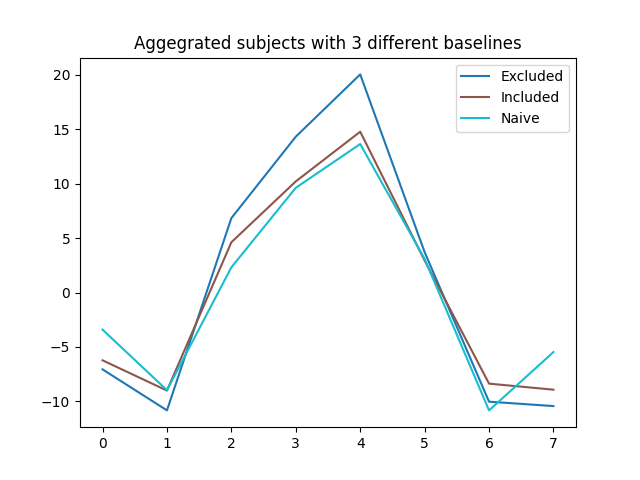 Aggegrated subjects with 3 different baselines
Excluded
Included
Naive
20
15
10
5
0
−5
−10
0 1 2 3 4 5 6 7